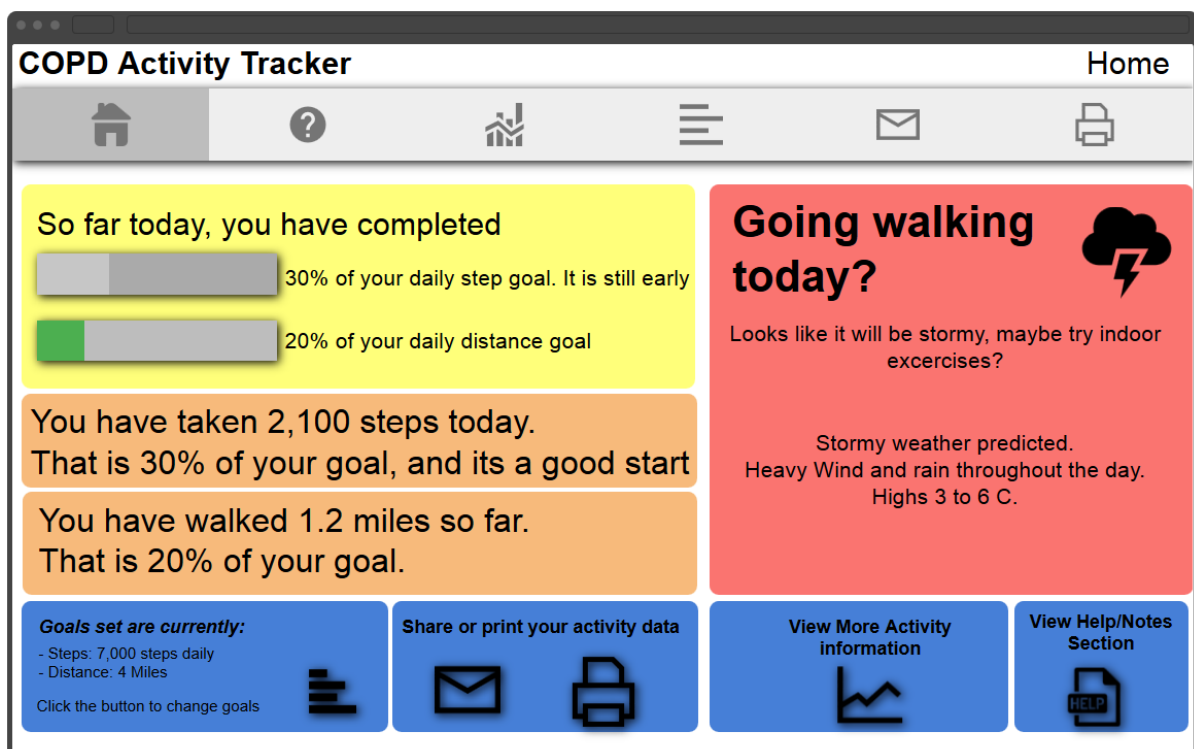 COPD Activity Tracker
Home
So far today, you have completed
30% of your daily step goal. It is still early
20% of your daily distance goal
You have taken 2,100 steps today.
That is 30% of your goal, and its a good start
You have walked 1.2 miles so far.
That is 20% of your goal.
Going walking
today?
Looks like it will be stormy, maybe try indoor
excercises?
Stormy weather predicted.
Heavy Wind and rain throughout the day.
Highs 3 to 6 C.
Goals set are currently:
- Steps: 7,000 steps daily
- Distance: 4 Miles
Click the button to change goals
Share or print your activity data
View More Activity
information
View Help/Notes
Section
HELP